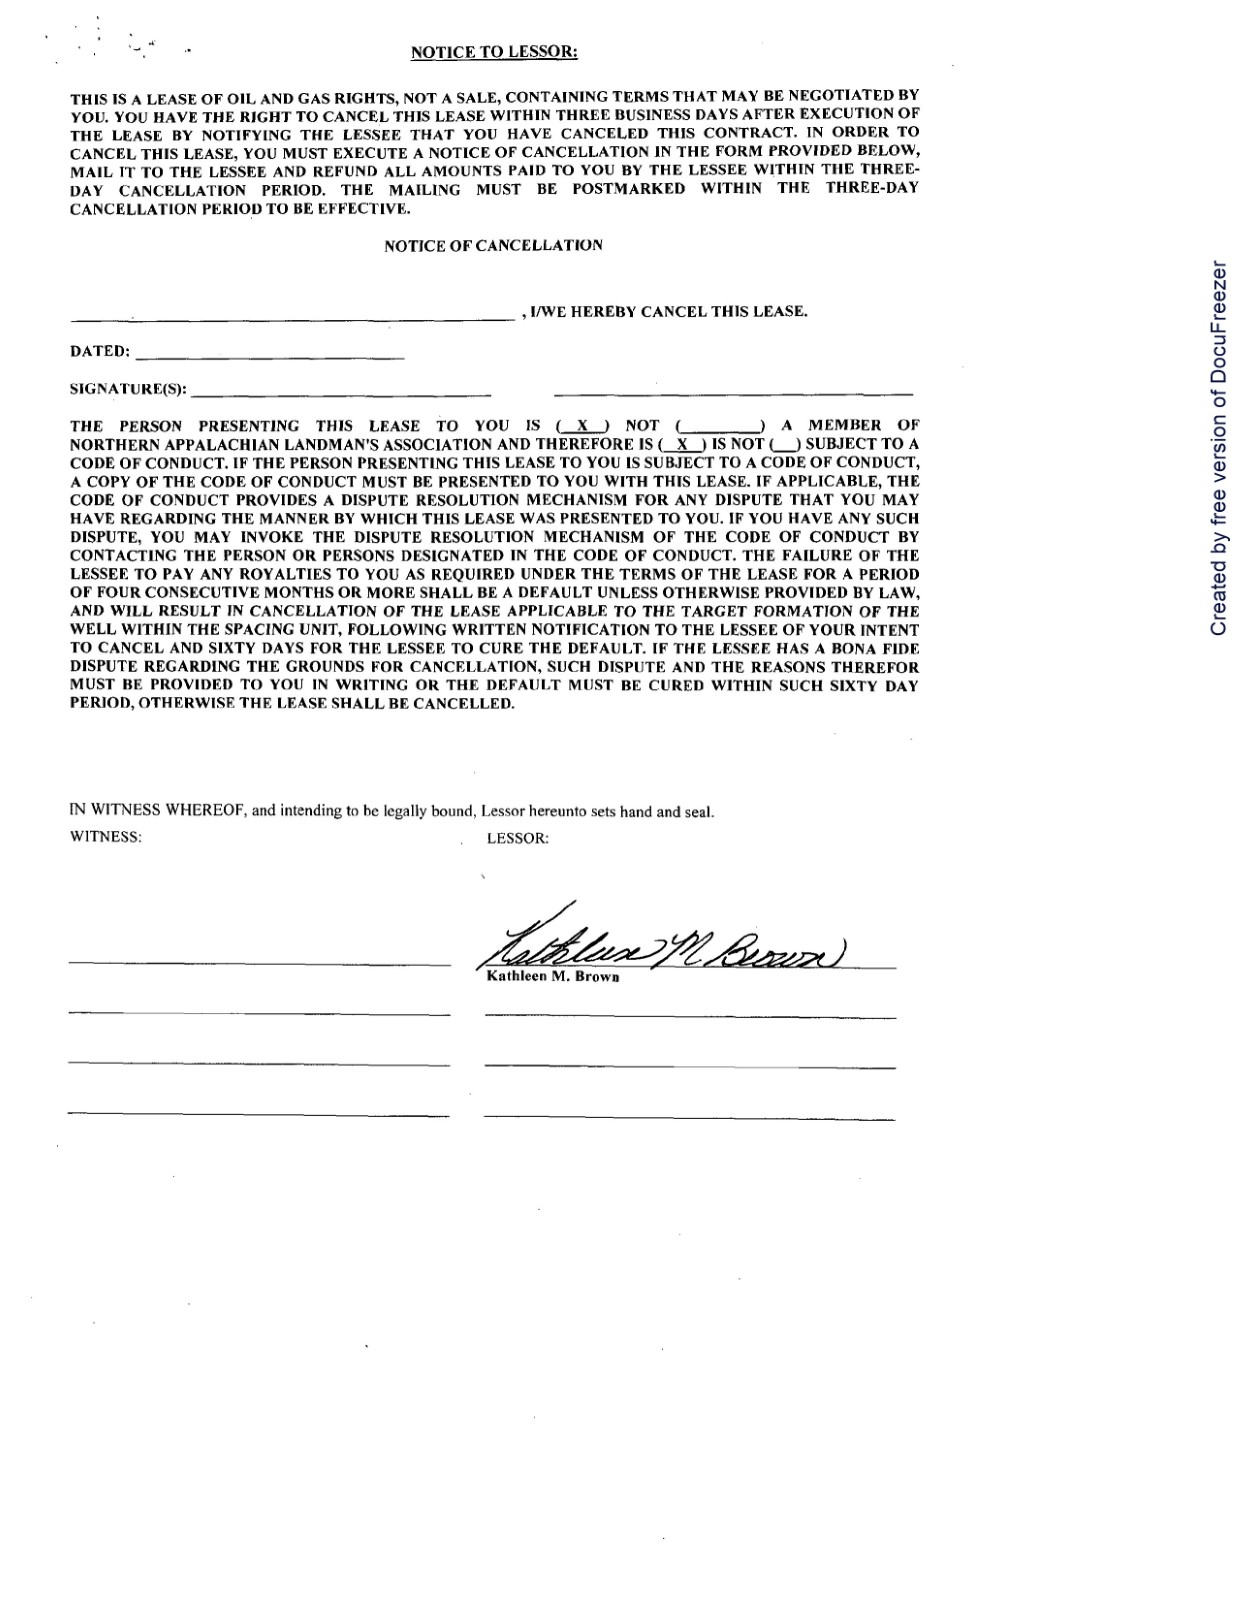 NOTICE TO LESSOR:
THIS IS A LEASE OF OIL AND GAS RIGHTS, NOT A SALE, CONTAINING TERMS THAT MAY BE NEGOTIATED BY
YOU. YOU HAVE THE RIGHT TO CANCEL THIS LEASE WITHIN THREE BUSINESS DAYS AFTER EXECUTION OF
THE LEASE BY NOTIFYING THE LESSEE THAT YOU HAVE CANCELED THIS CONTRACT. IN ORDER TO
CANCEL THIS LEASE, YOU MUST EXECUTE A NOTICE OF CANCELLATION IN THE FORM PROVIDED BELOW,
MAIL IT TO THE LESSEE AND REFUND ALL AMOUNTS PAID TO YOU BY THE LESSEE WITHIN THE THREE-
DAY CANCELLATION PERIOD. THE MAILING MUST BE POSTMARKED WITHIN THE THREE-DAY
CANCELLATION PERIOD TO BE EFFECTIVE.
NOTICE OF CANCELLATION
, I/WE HEREBY CANCEL THIS LEASE.
DATED:
SIGNATURE(S):
THE PERSON PRESENTING THIS LEASE TO YOU IS ( X ) NOT ( ) A MEMBER OF
NORTHERN APPALACHIAN LANDMAN'S ASSOCIATION AND THEREFORE IS ( X ) IS NOT ( ) SUBJECT TO A
CODE OF CONDUCT. IF THE PERSON PRESENTING THIS LEASE TO YOU IS SUBJECT TO A CODE OF CONDUCT,
A COPY OF THE CODE OF CONDUCT MUST BE PRESENTED TO YOU WITH THIS LEASE. IF APPLICABLE, THE
CODE OF CONDUCT PROVIDES A DISPUTE RESOLUTION MECHANISM FOR ANY DISPUTE THAT YOU MAY
HAVE REGARDING THE MANNER BY WHICH THIS LEASE WAS PRESENTED TO YOU. IF YOU HAVE ANY SUCH
DISPUTE, YOU MAY INVOKE THE DISPUTE RESOLUTION MECHANISM OF THE CODE OF CONDUCT BY
CONTACTING THE PERSON OR PERSONS DESIGNATED IN THE CODE OF CONDUCT. THE FAILURE OF THE
LESSEE TO PAY ANY ROYALTIES TO YOU AS REQUIRED UNDER THE TERMS OF THE LEASE FOR A PERIOD
OF FOUR CONSECUTIVE MONTHS OR MORE SHALL BE A DEFAULT UNLESS OTHERWISE PROVIDED BY LAW,
AND WILL RESULT IN CANCELLATION OF THE LEASE APPLICABLE TO THE TARGET FORMATION OF THE
WELL WITHIN THE SPACING UNIT, FOLLOWING WRITTEN NOTIFICATION TO THE LESSEE OF YOUR INTENT
TO CANCEL AND SIXTY DAYS FOR THE LESSEE TO CURE THE DEFAULT. IF THE LESSEE HAS A BONA FIDE
DISPUTE REGARDING THE GROUNDS FOR CANCELLATION, SUCH DISPUTE AND THE REASONS THEREFOR
MUST BE PROVIDED TO YOU IN WRITING OR THE DEFAULT MUST BE CURED WITHIN SUCH SIXTY DAY
PERIOD, OTHERWISE THE LEASE SHALL BE CANCELLED.
IN WITNESS WHEREOF, and intending to be legally bound, Lessor hereunto sets hand and seal.
WITNESS: LESSOR:
Kathleen M Brown
Kathleen M. Brown
Created by free version of DocuFreezer